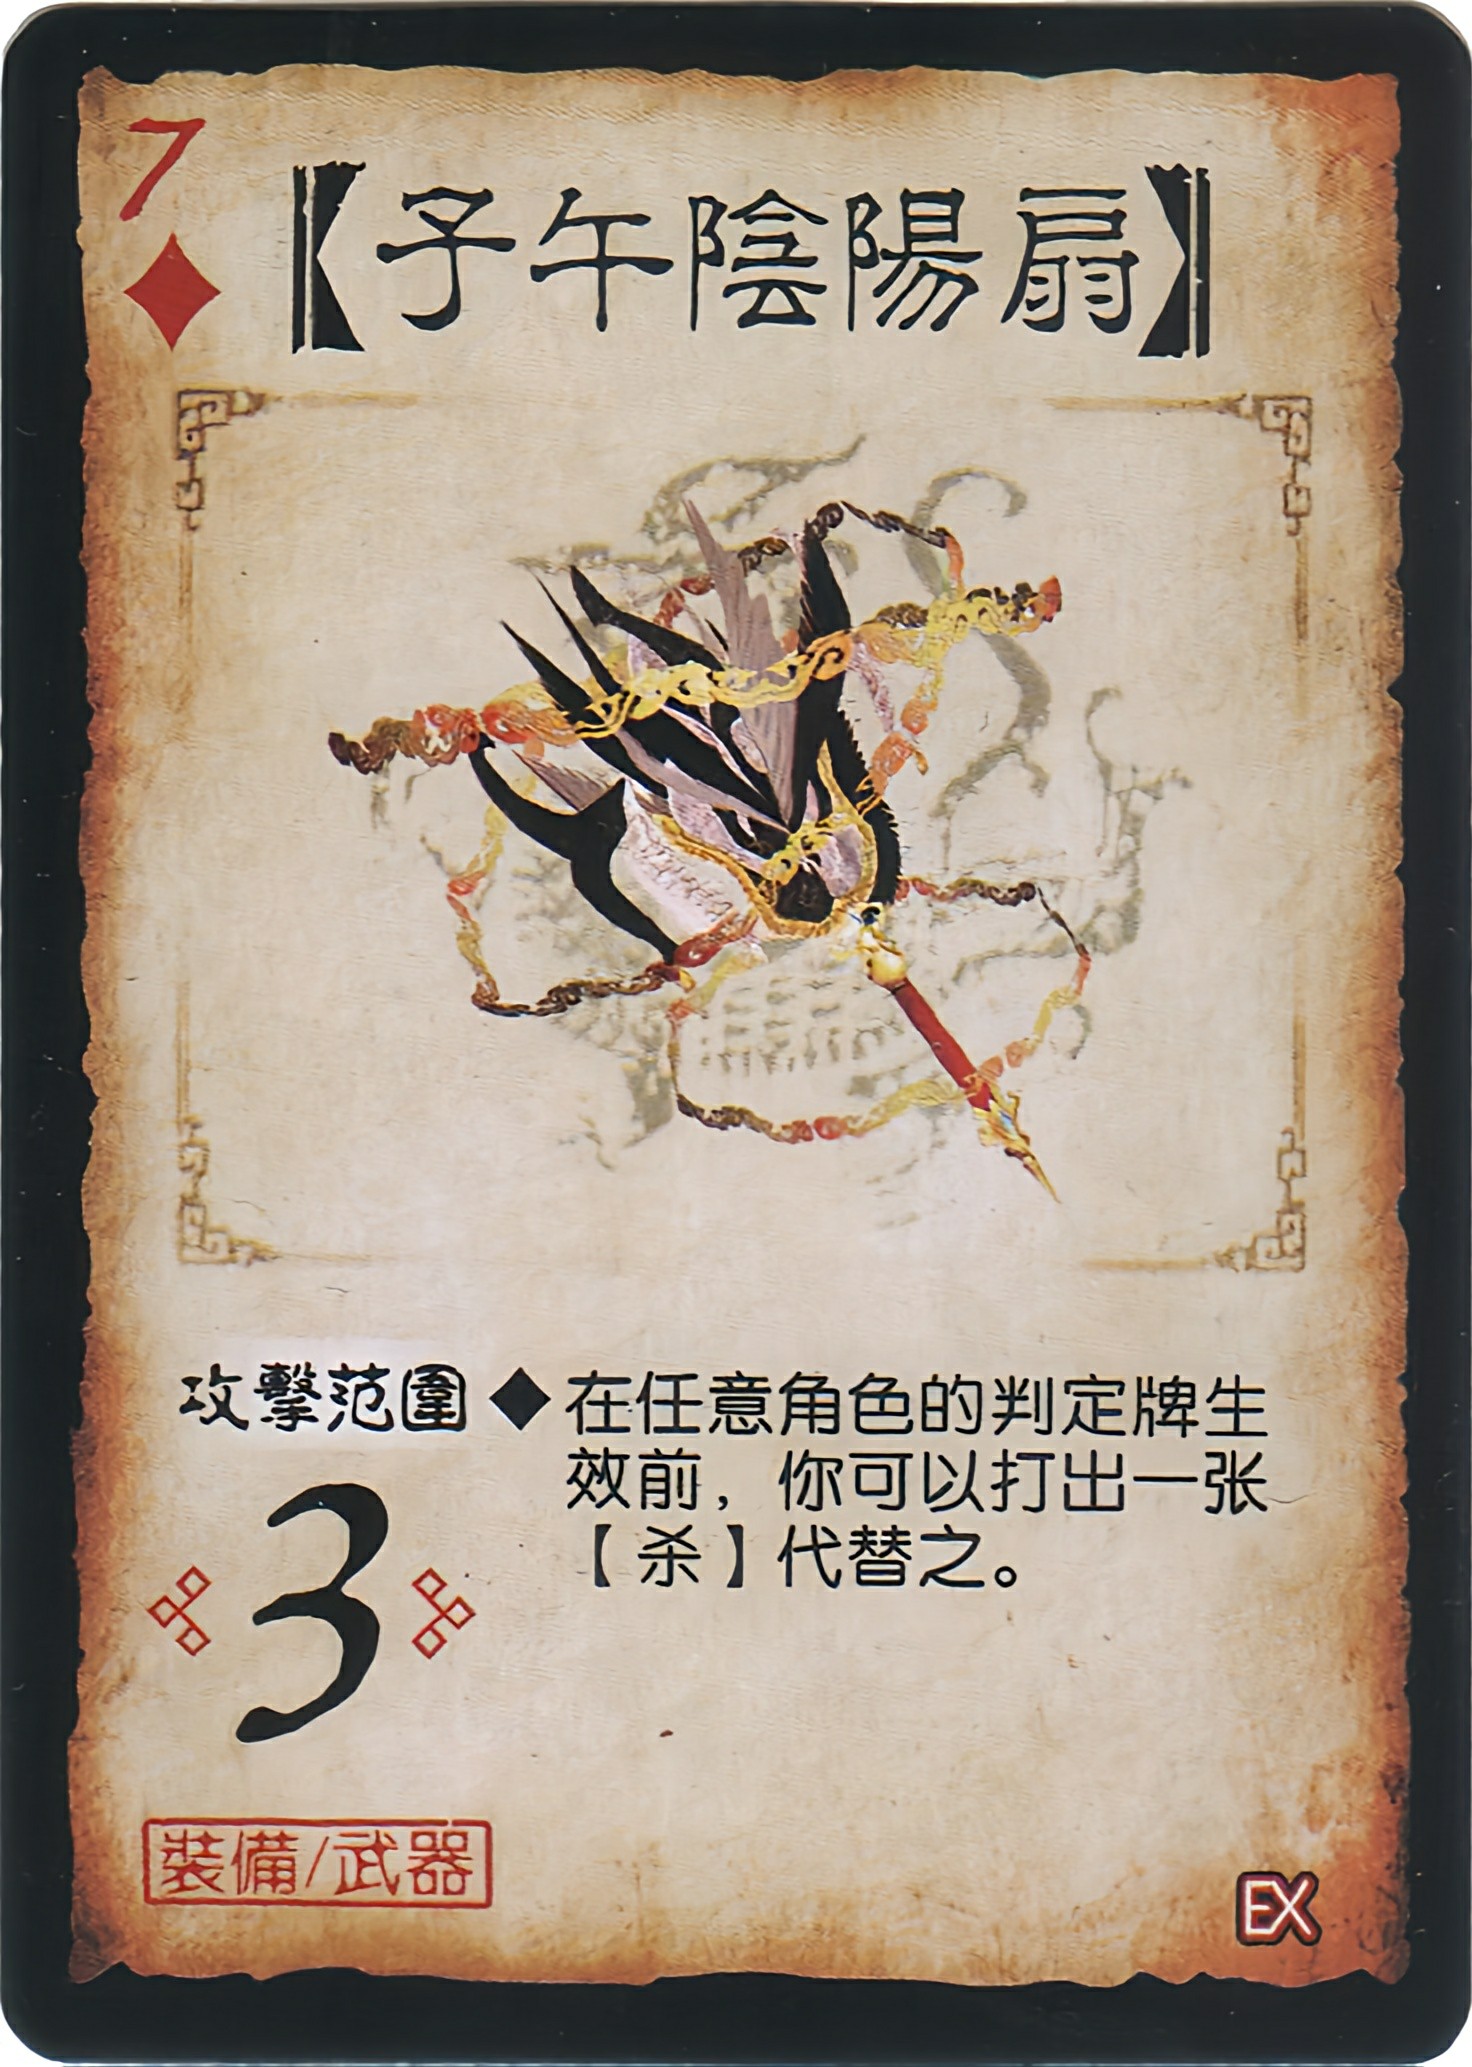 7
【子午陰陽扇】
攻擊范圍
3
◆在任意角色的判定牌生
效前，你可以打出一张
【杀】代替之。
裝備/武器
EX